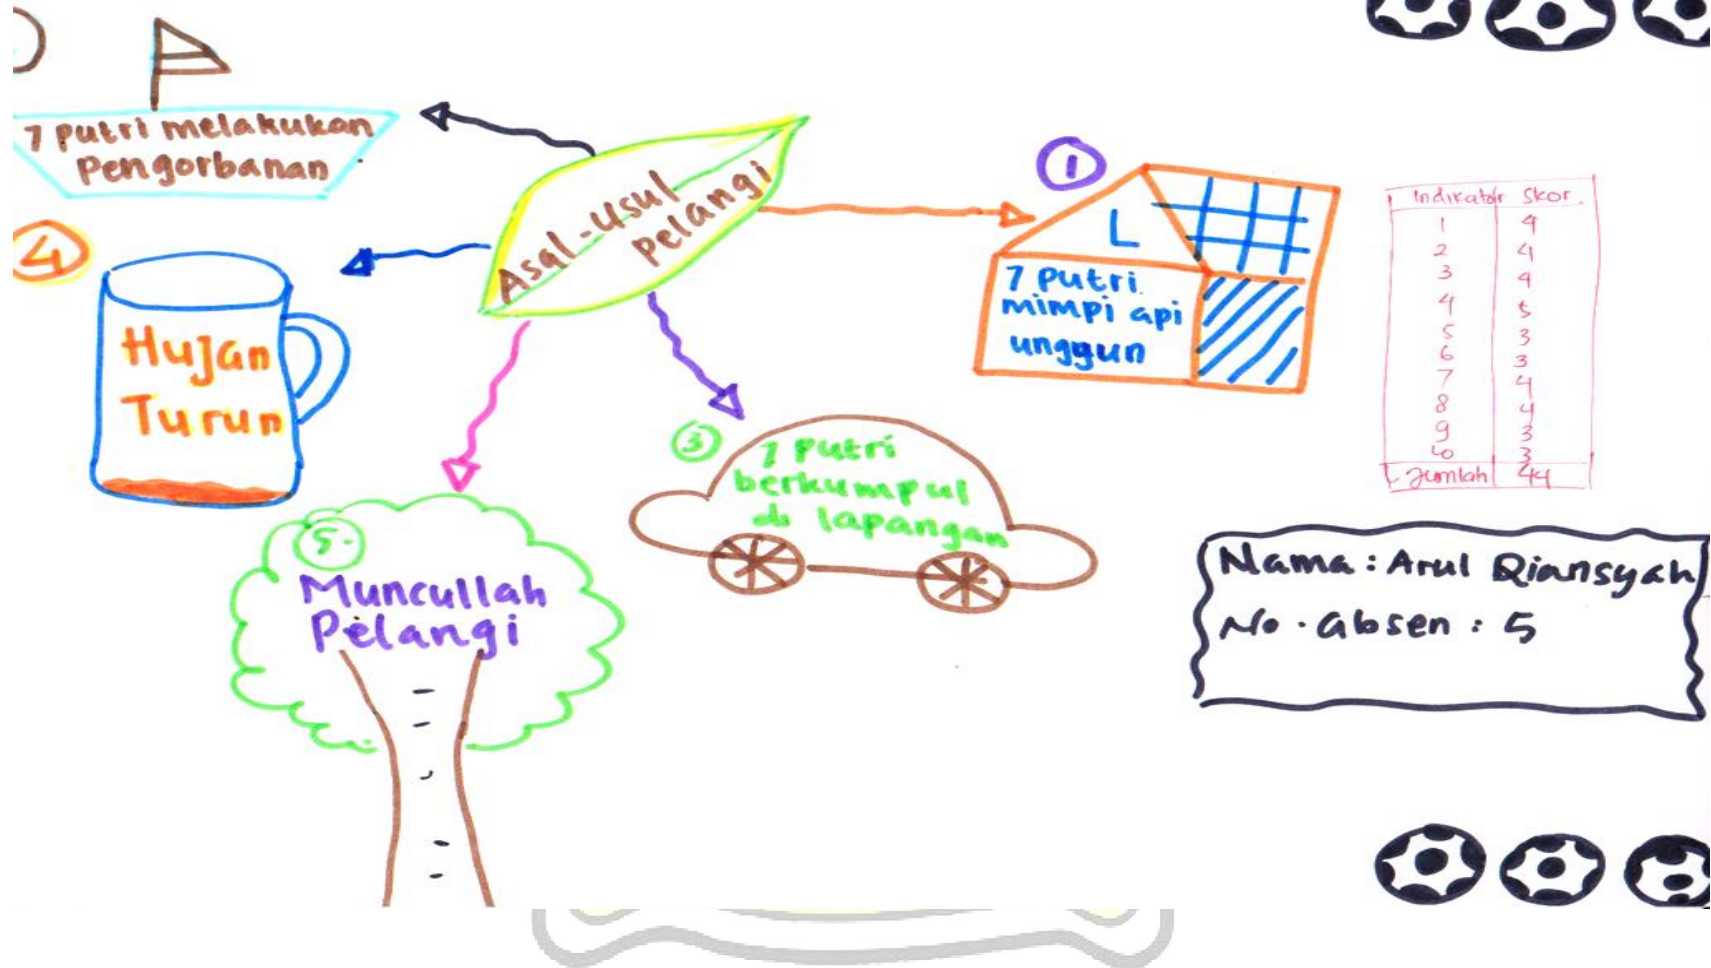 7 putri melakukan
Pengorbanan
Asal-Usul
Pelangi
1
L
7 Putri
mimpi api
unggun
4
Hujan
Turun
3
7 Putri
berkumpul
di lapangan
5.
Muncullah
Pelangi
Indikator Skor
1 4
2 4
3 4
4 5
5 3
6 3
7 4
8 4
9 3
10 3
Jumlah 44
Nama : Arul Riansyah
No. Absen : 5